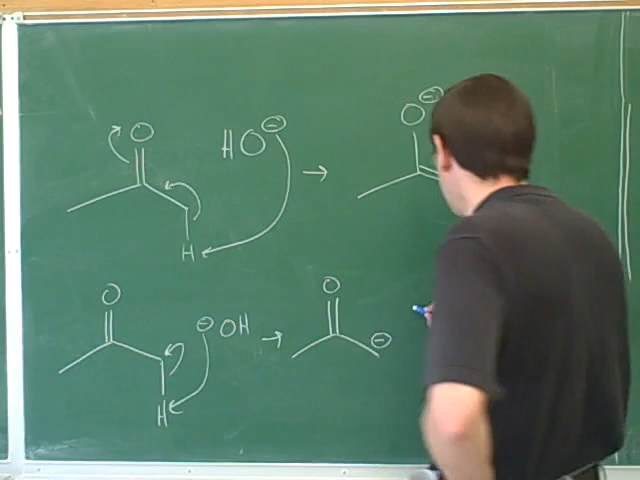 O HO⊖ → O⊖
H
O ⊖OH → O ⊖
H